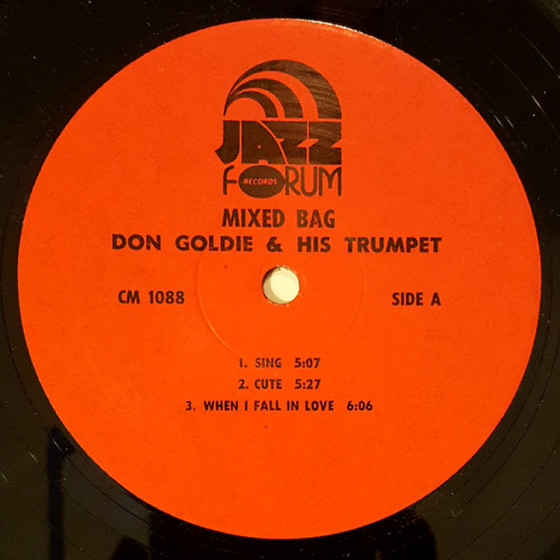 JAZZ
FORUM
RECORDS
MIXED BAG
DON GOLDIE & HIS TRUMPET
CM 1088 SIDE A
1. SING 5:07
2. CUTE 5:27
3. WHEN I FALL IN LOVE 6:06